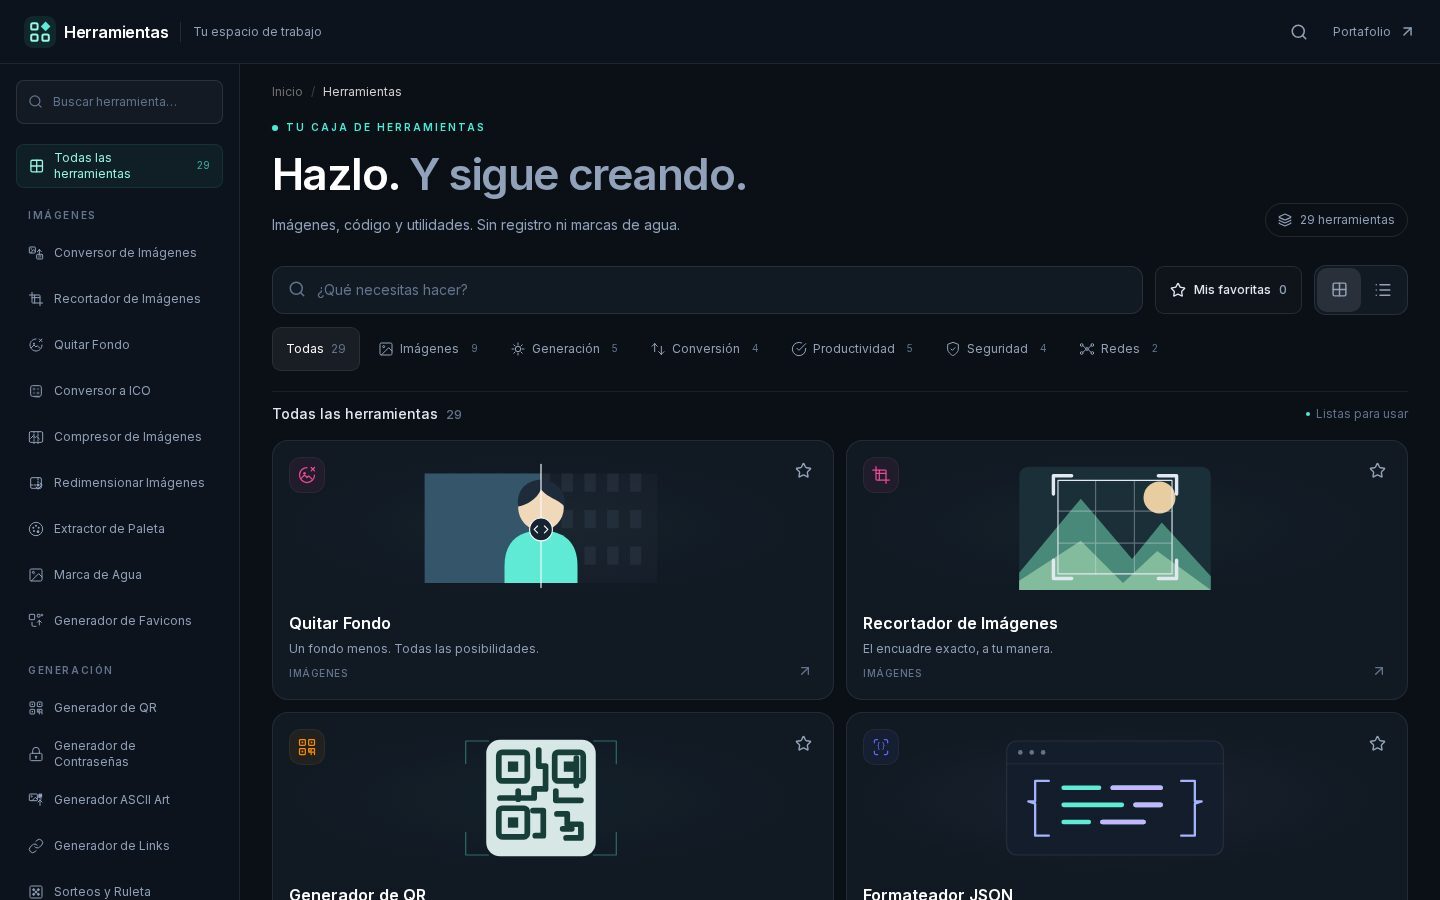 Herramientas
Tu espacio de trabajo
Portafolio
Buscar herramienta…
Todas las herramientas 29
IMÁGENES
Conversor de Imágenes
Recortador de Imágenes
Quitar Fondo
Conversor a ICO
Compresor de Imágenes
Redimensionar Imágenes
Extractor de Paleta
Marca de Agua
Generador de Favicons
GENERACIÓN
Generador de QR
Generador de Contraseñas
Generador ASCII Art
Generador de Links
Sorteos y Ruleta
Inicio / Herramientas
TU CAJA DE HERRAMIENTAS
Hazlo. Y sigue creando.
Imágenes, código y utilidades. Sin registro ni marcas de agua.
29 herramientas
¿Qué necesitas hacer?
Mis favoritas 0
Todas 29
Imágenes 9
Generación 5
Conversión 4
Productividad 5
Seguridad 4
Redes 2
Todas las herramientas 29
Listas para usar
Quitar Fondo
Un fondo menos. Todas las posibilidades.
IMÁGENES
Recortador de Imágenes
El encuadre exacto, a tu manera.
IMÁGENES
Generador de QR
Formateador JSON